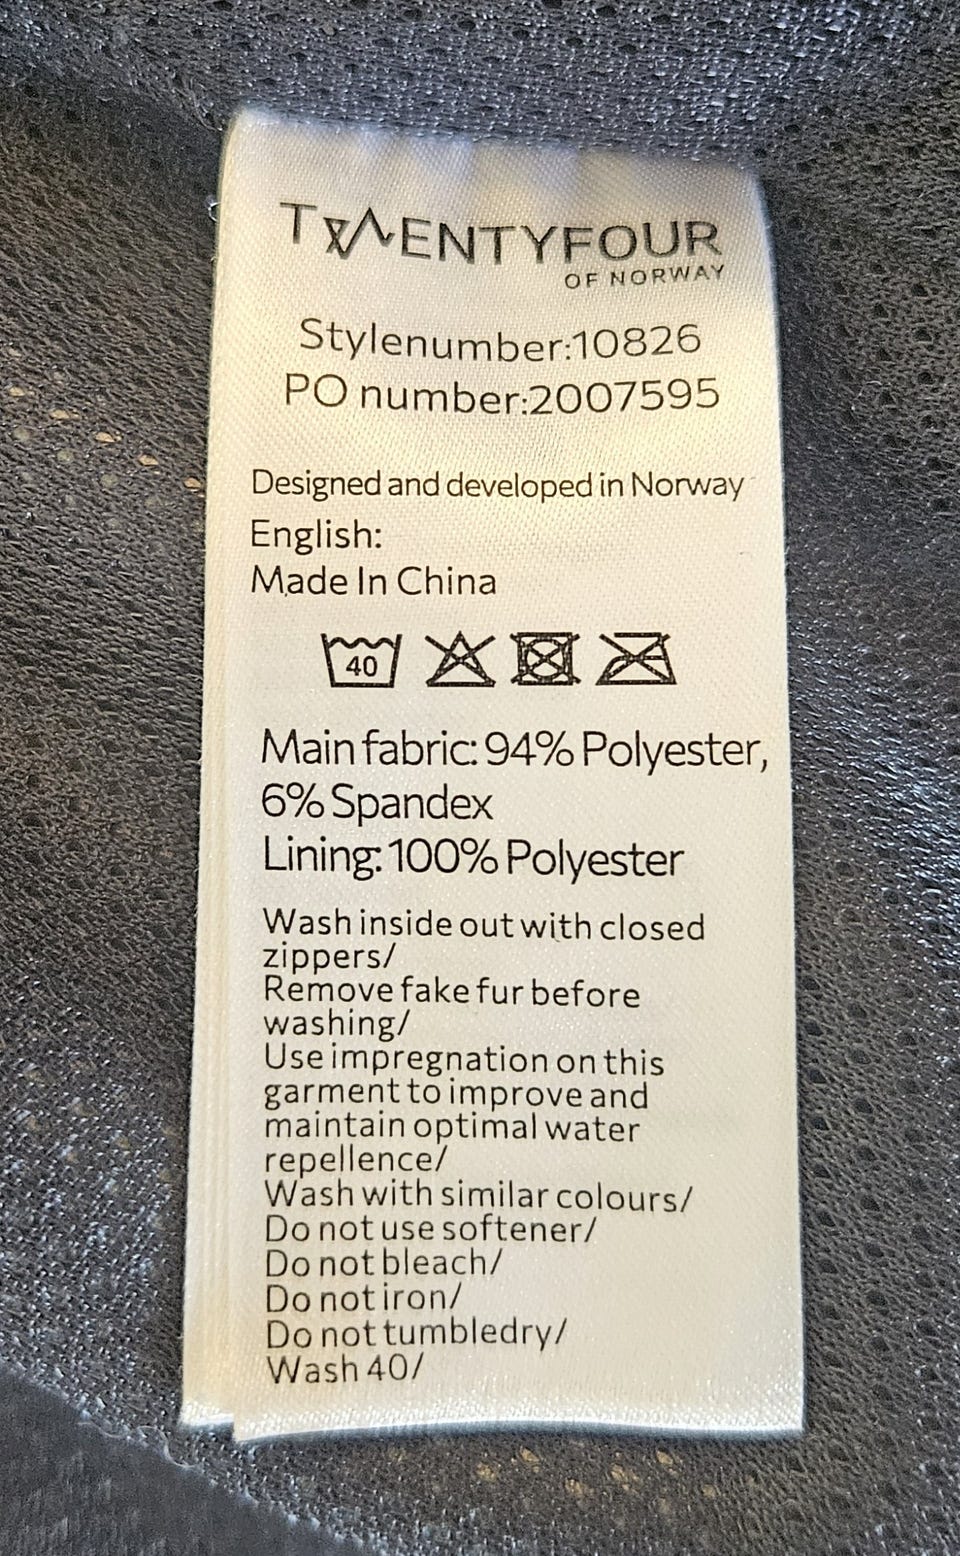 TWENTYFOUR
OF NORWAY
Stylenumber:10826
PO number:2007595
Designed and developed in Norway
English:
Made In China
40
Main fabric: 94% Polyester,
6% Spandex
Lining: 100% Polyester
Wash inside out with closed
zippers/
Remove fake fur before
washing/
Use impregnation on this
garment to improve and
maintain optimal water
repellence/
Wash with similar colours/
Do not use softener/
Do not bleach/
Do not iron/
Do not tumbledry/
Wash 40/